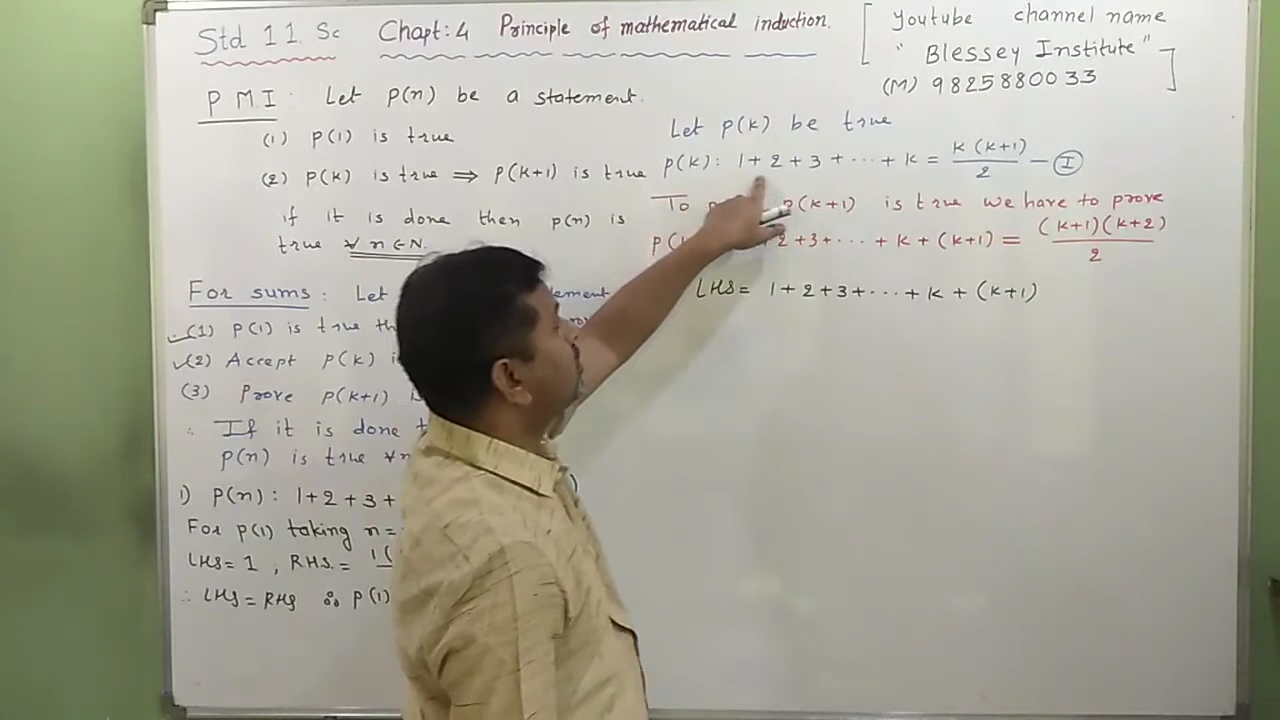 Std 11. Sc Chapt: 4 Principle of mathematical induction.
Youtube channel name
" Blessey Institute "
(M) 9825880033
PMI : Let P(n) be a statement.
(1) P(1) is true
(2) P(k) is true ⟹ P(k+1) is true
if it is done then P(n) is
true ∀ n ∈ N.
For sums : Let
(1) P(1) is true
(2) Accept P(k)
(3) Prove P(k+1)
∴ If it is done
P(n) is true ∀n
1) P(n) : 1+2+3+
For P(1) taking n=
LHS = 1 , RHS. =
∴ LHS = RHS ∴ P(1)
Let P(k) be true
P(k) : 1+2+3+···+k = k(k+1)/2 — I
To P(k+1) is true we have to prove
2+3+···+k+(k+1) = (k+1)(k+2)/2
LHS = 1+2+3+···+k+(k+1)